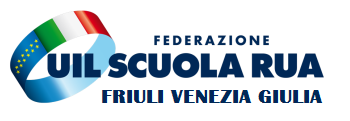 FEDERAZIONE
UIL SCUOLA RUA
FRIULI VENEZIA GIULIA